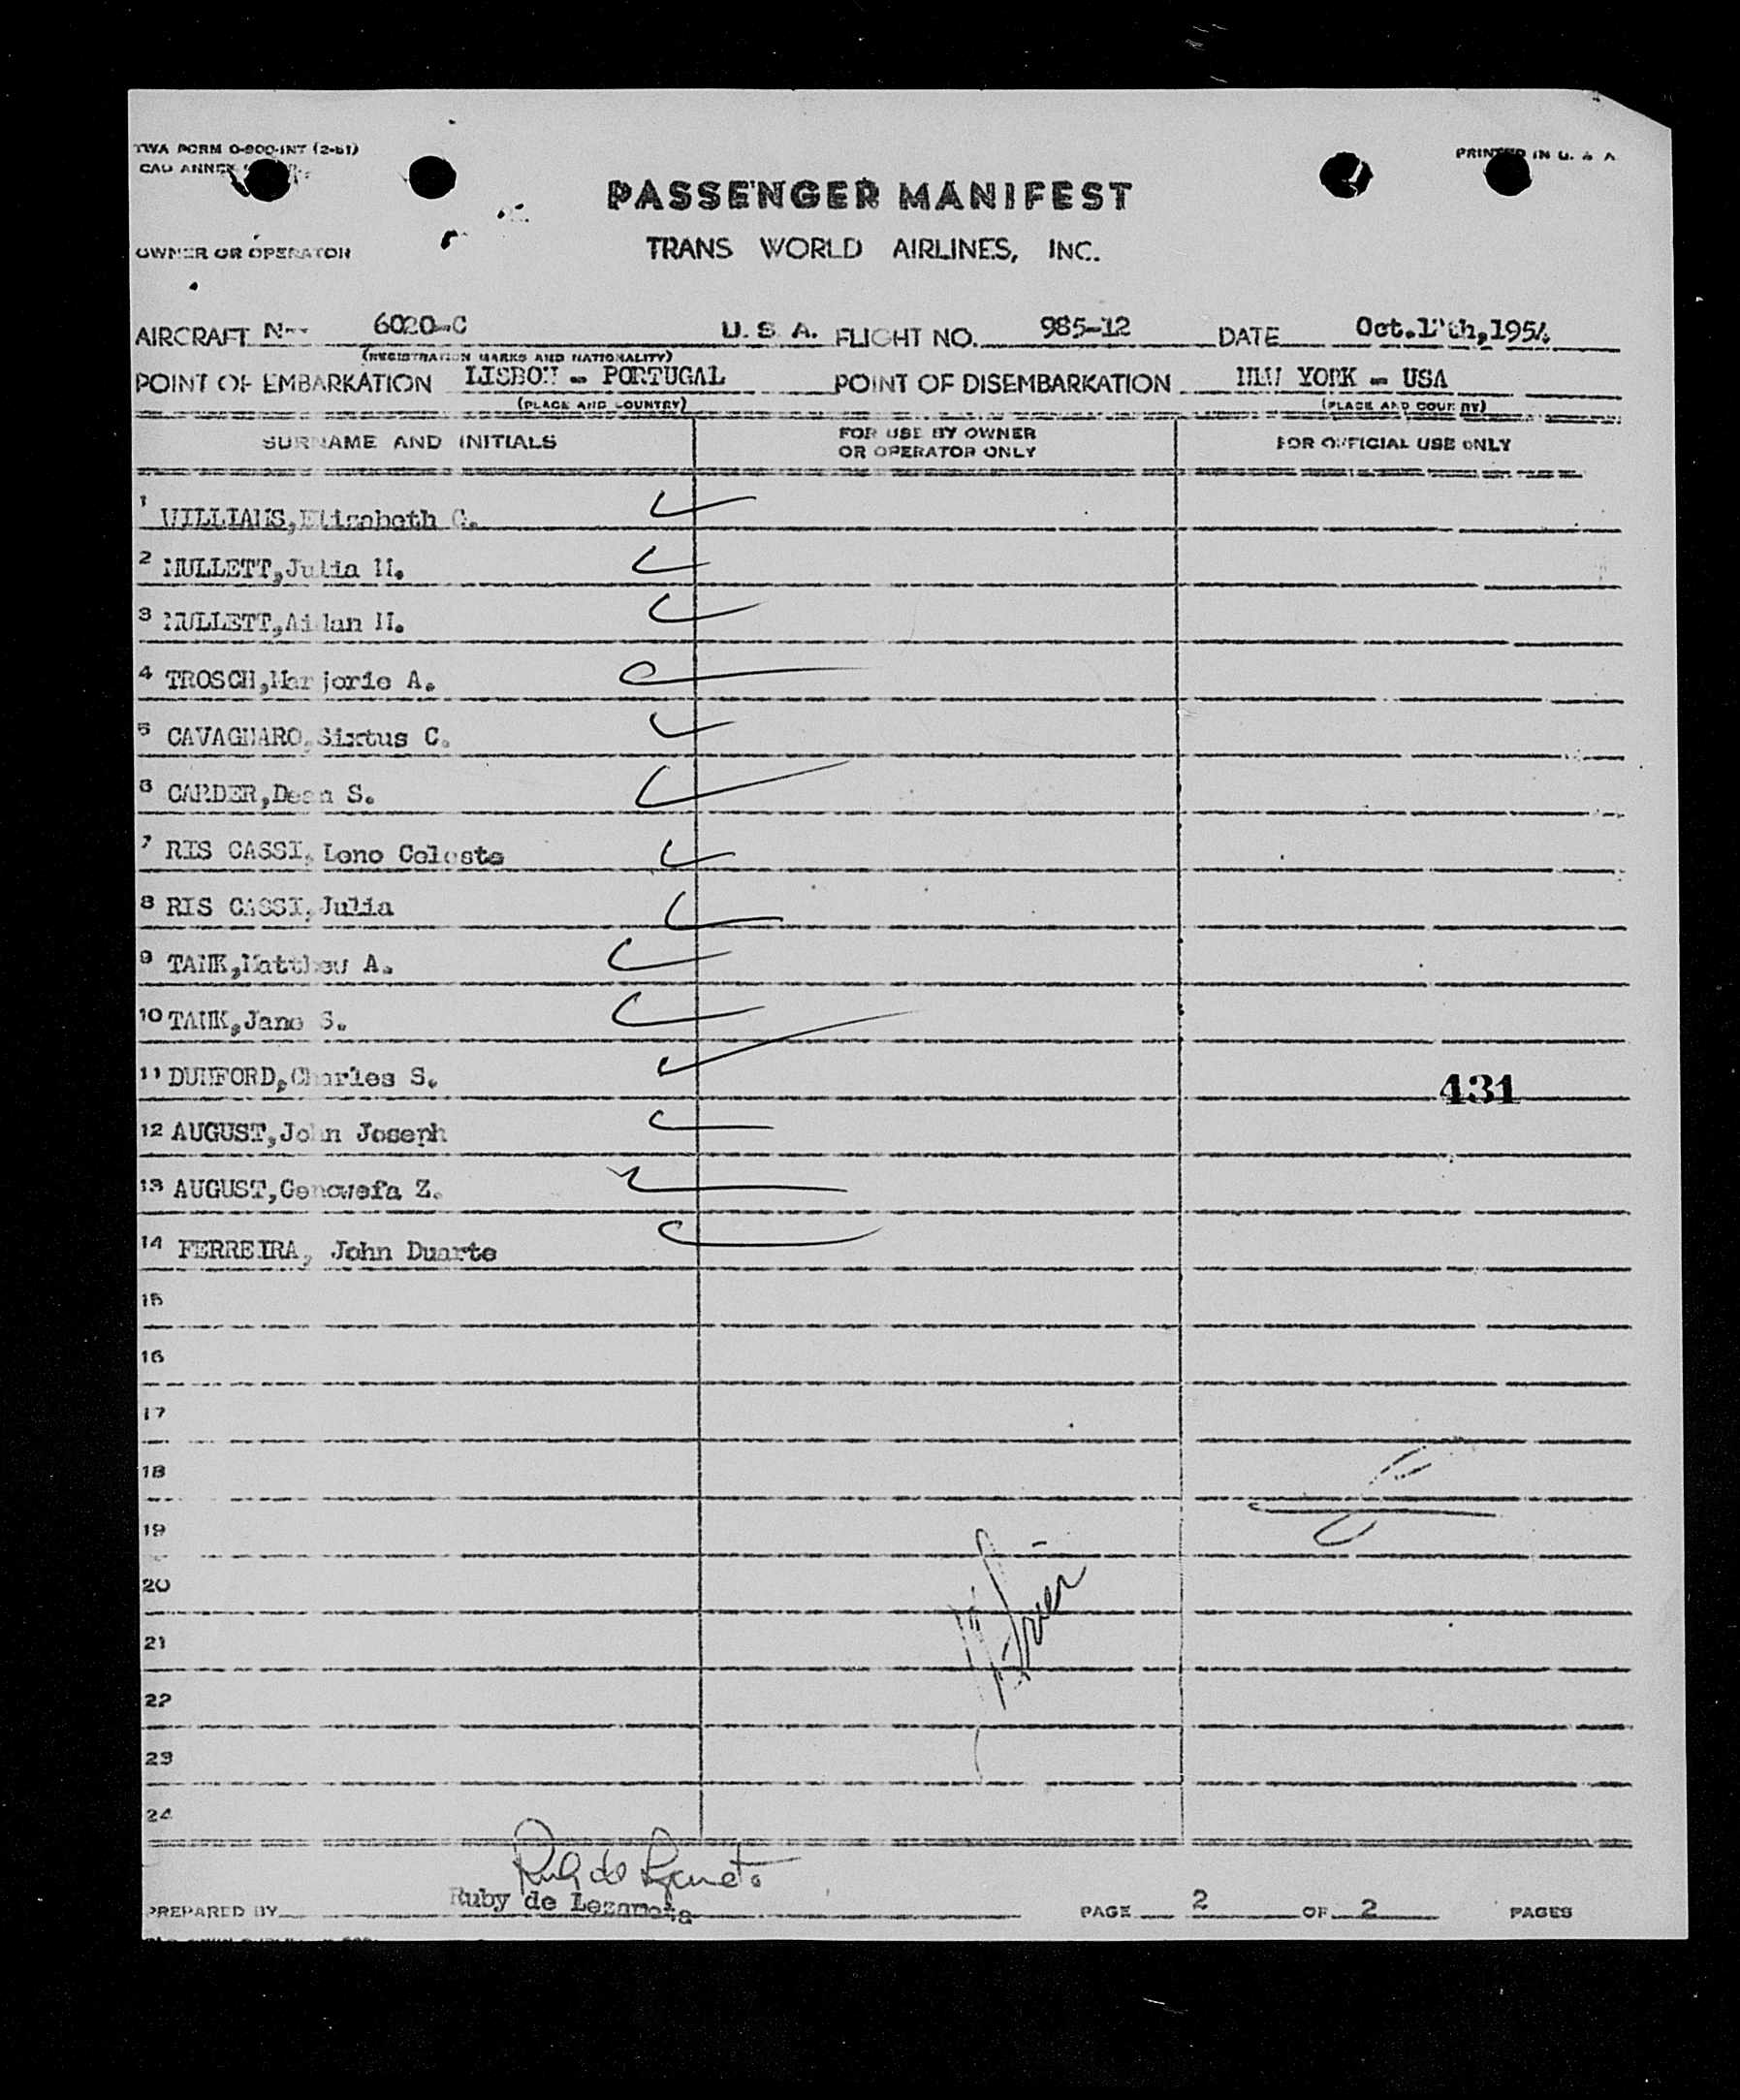 TWA FORM O-800-INT (2-51)
PRINTED IN U. S. A.
PASSENGER MANIFEST
OWNER OR OPERATOR
TRANS WORLD AIRLINES, INC.
AIRCRAFT N-- 6020-C U. S. A. FLIGHT NO. 985-12 DATE 1954
(REGISTRATION MARKS AND NATIONALITY)
POINT OF EMBARKATION LISBON - PORTUGAL POINT OF DISEMBARKATION NEW YORK - USA
(PLACE AND COUNTRY) (PLACE AND COUNTRY)
SURNAME AND INITIALS FOR USE BY OWNER OR OPERATOR ONLY FOR OFFICIAL USE ONLY
1 WILLIAMS,Elizabeth C.
2 MULLETT,Julia M.
3 MULLETT,Aidan M.
4 TROSCH,Marjorie A.
5 CAVAGNARO,Sixtus C.
6 CARDER,Dean S.
7 RIS CASSI, Leno Celeste
8 RIS CASSI,Julia
9 TANK,Matthew A.
10 TANK,Jane S.
11 DUNFORD,Charles S.
431
12 AUGUST,John Joseph
13 AUGUST,Genowefa Z.
14 FERREIRA, John Duarte
15
16
17
18
19
20
21
22
23
24
PREPARED BY Ruby de Lezameta PAGE 2 OF 2 PAGES